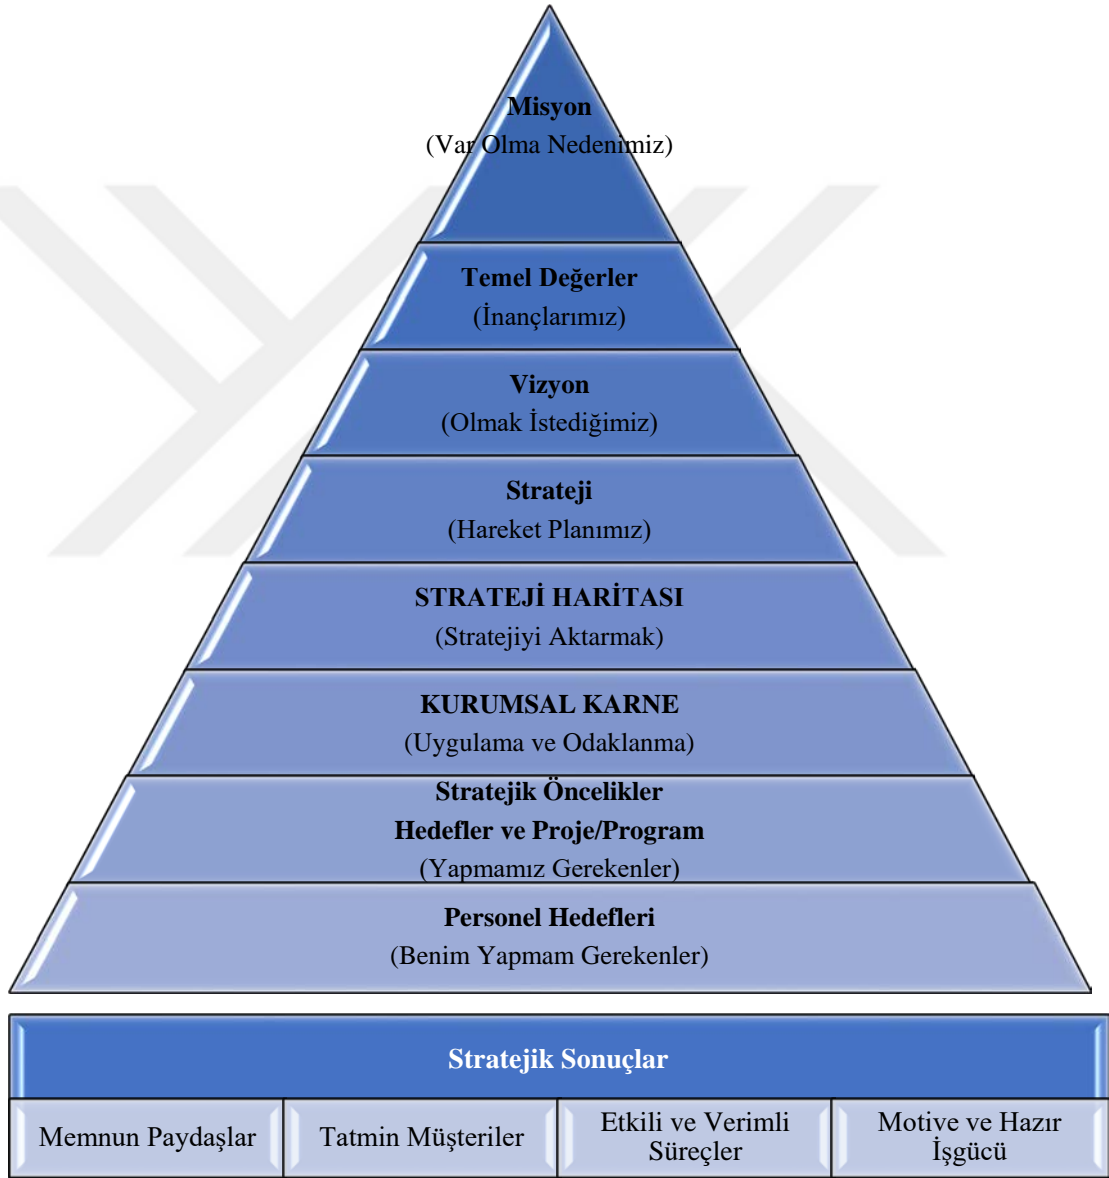 Misyon
(Var Olma Nedenimiz)
Temel Değerler
(İnançlarımız)
Vizyon
(Olmak İstediğimiz)
Strateji
(Hareket Planımız)
STRATEJİ HARİTASI
(Stratejiyi Aktarmak)
KURUMSAL KARNE
(Uygulama ve Odaklanma)
Stratejik Öncelikler
Hedefler ve Proje/Program
(Yapmamız Gerekenler)
Personel Hedefleri
(Benim Yapmam Gerekenler)
Stratejik Sonuçlar
Memnun Paydaşlar
Tatmin Müşteriler
Etkili ve Verimli
Süreçler
Motive ve Hazır
İşgücü